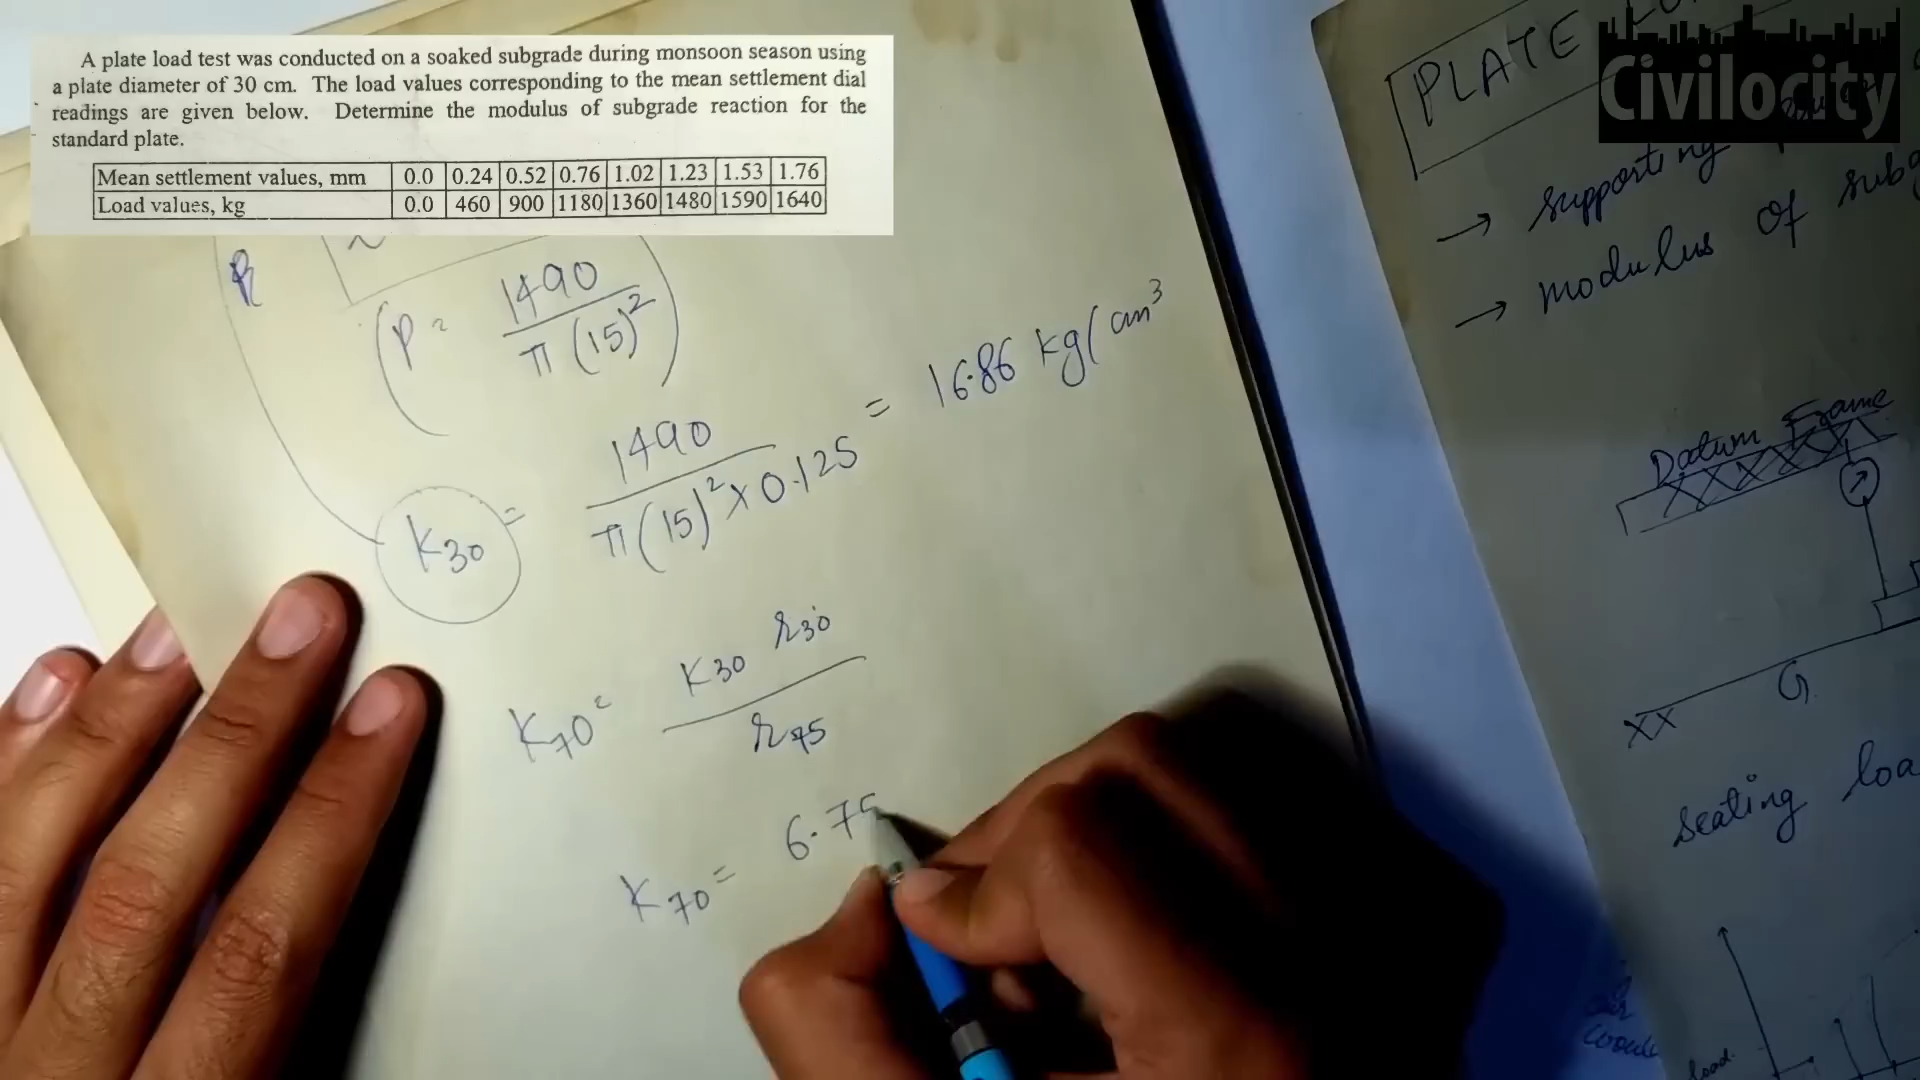 A plate load test was conducted on a soaked subgrade during monsoon season using
a plate diameter of 30 cm. The load values corresponding to the mean settlement dial
readings are given below. Determine the modulus of subgrade reaction for the
standard plate.
Mean settlement values, mm 0.0 0.24 0.52 0.76 1.02 1.23 1.53 1.76
Load values, kg 0.0 460 900 1180 1360 1480 1590 1640
P = 1490 / π (15)²
K30 = 1490 / π (15)² × 0.125 = 16.86 kg/cm³
K70 = K30 r30 / r75
K70 = 6.75
PLATE
Civilocity
→ supporting
→ modulus of subg
Datum Frame
G
XX
seating loa
load